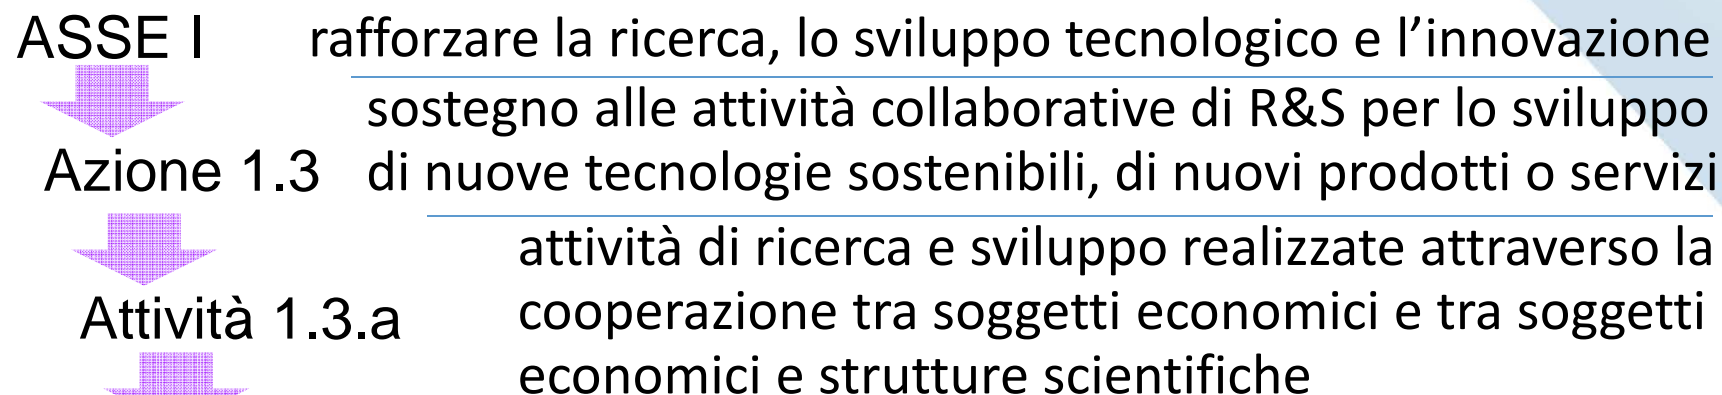 ASSE I rafforzare la ricerca, lo sviluppo tecnologico e l’innovazione
sostegno alle attività collaborative di R&S per lo sviluppo
Azione 1.3 di nuove tecnologie sostenibili, di nuovi prodotti o servizi
attività di ricerca e sviluppo realizzate attraverso la
Attività 1.3.a cooperazione tra soggetti economici e tra soggetti
economici e strutture scientifiche